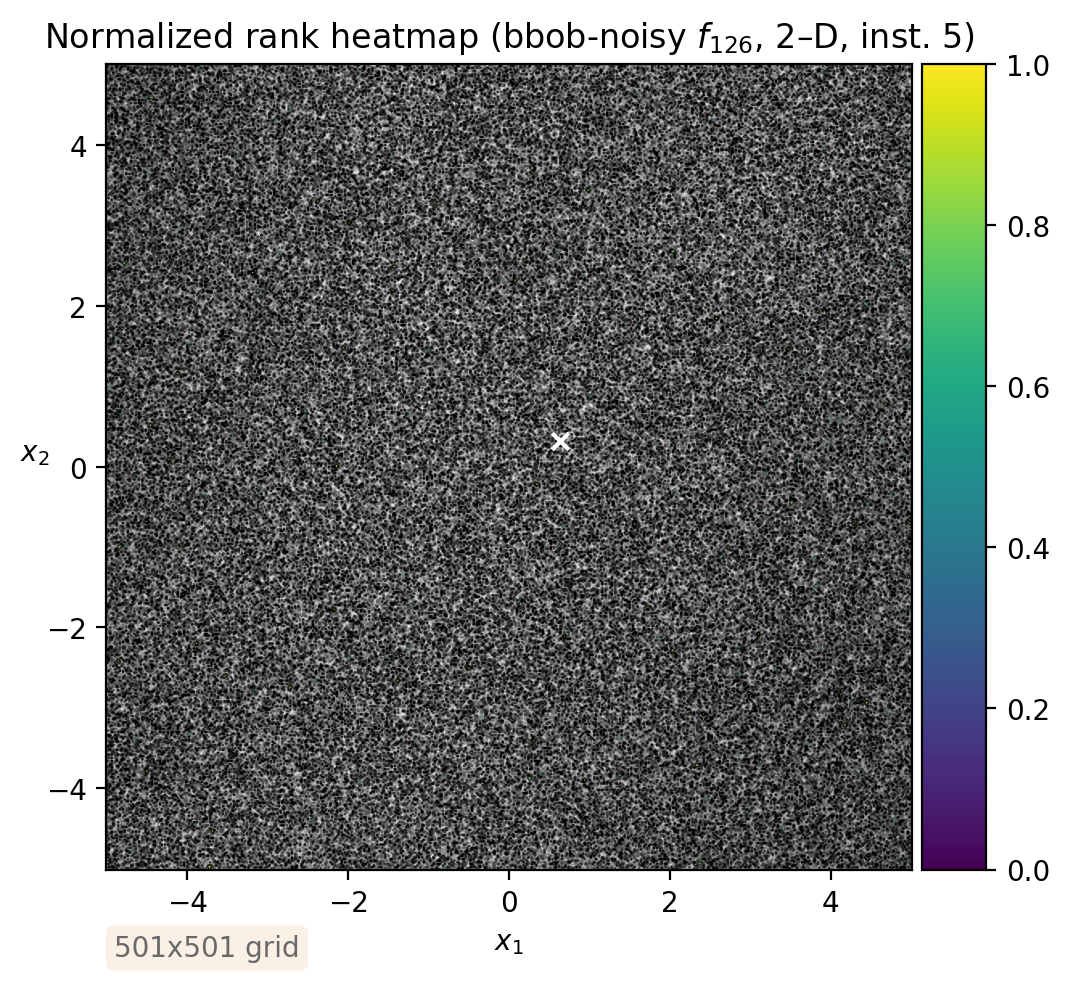 Normalized rank heatmap (bbob-noisy f₁₂₆, 2–D, inst. 5)
1.0
4
0.8
2
0.6
x₂
0
0.4
−2
0.2
−4
0.0
−4 −2 0 2 4
501x501 grid
x₁